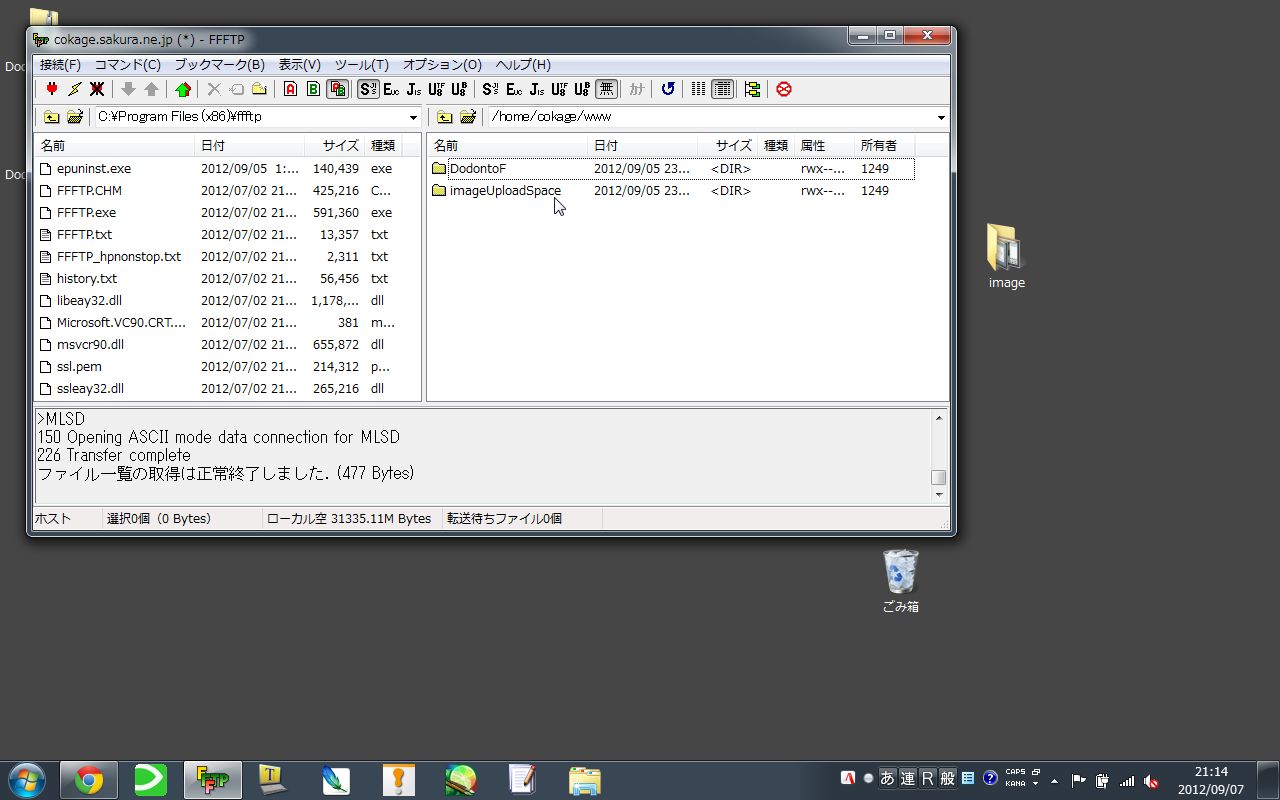 cokage.sakura.ne.jp (*) - FFFTP
接続(F) コマンド(C) ブックマーク(B) 表示(V) ツール(T) オプション(O) ヘルプ(H)
C:¥Program Files (x86)¥ffftp
/home/cokage/www
名前 日付 サイズ 種類
epuninst.exe 2012/09/05 1:... 140,439 exe
FFFTP.CHM 2012/07/02 21... 425,216 C...
FFFTP.exe 2012/07/02 21... 591,360 exe
FFFTP.txt 2012/07/02 21... 13,357 txt
FFFTP_hpnonstop.txt 2012/07/02 21... 2,311 txt
history.txt 2012/07/02 21... 56,456 txt
libeay32.dll 2012/07/02 21... 1,178,... dll
Microsoft.VC90.CRT.... 2012/07/02 21... 381 m...
msvcr90.dll 2012/07/02 21... 655,872 dll
ssl.pem 2012/07/02 21... 214,312 p...
ssleay32.dll 2012/07/02 21... 265,216 dll
名前 日付 サイズ 種類 属性 所有者
DodontoF 2012/09/05 23... <DIR> rwx--... 1249
imageUploadSpace 2012/09/05 23... <DIR> rwx--... 1249
>MLSD
150 Opening ASCII mode data connection for MLSD
226 Transfer complete
ファイル一覧の取得は正常終了しました. (477 Bytes)
ホスト 選択0個 (0 Bytes) ローカル空 31335.11M Bytes 転送待ちファイル0個
Doc
Doc
image
ごみ箱
あ 連 R 般
CAPS
KANA
21:14
2012/09/07